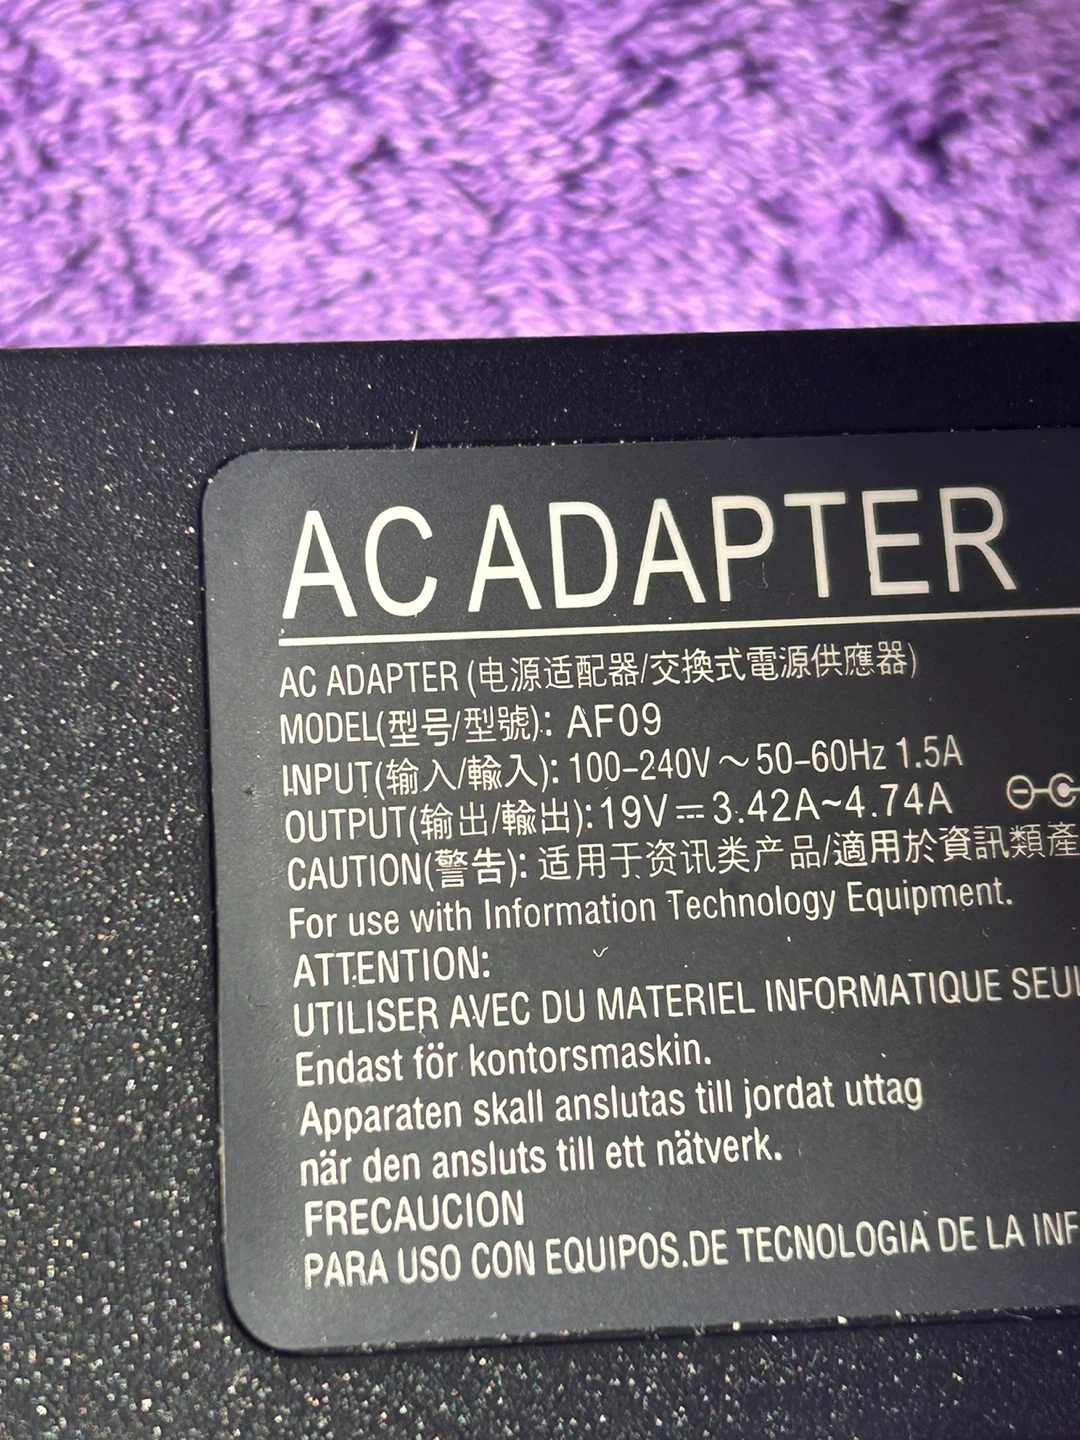 AC ADAPTER
AC ADAPTER (电源适配器/交換式電源供應器)
MODEL(型号/型號): AF09
INPUT(输入/輸入): 100-240V ~ 50-60Hz 1.5A
OUTPUT(输出/輸出): 19V ⎓ 3.42A~4.74A
CAUTION(警告): 适用于资讯类产品/適用於資訊類產
For use with Information Technology Equipment.
ATTENTION:
UTILISER AVEC DU MATERIEL INFORMATIQUE SEUL
Endast för kontorsmaskin.
Apparaten skall anslutas till jordat uttag
när den ansluts till ett nätverk.
FRECAUCION
PARA USO CON EQUIPOS.DE TECNOLOGIA DE LA INF